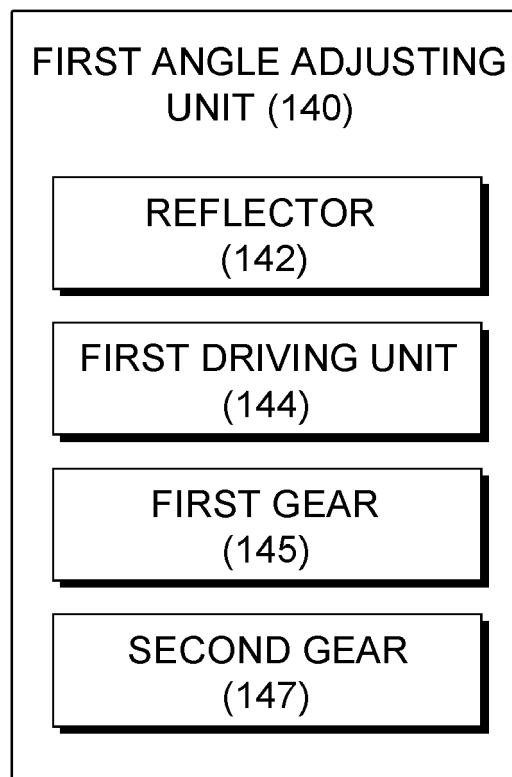 FIRST ANGLE ADJUSTING
UNIT (140)
REFLECTOR
(142)
FIRST DRIVING UNIT
(144)
FIRST GEAR
(145)
SECOND GEAR
(147)